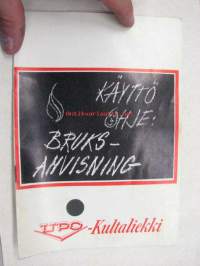 KÄYTTÖ
OHJE:
BRUKS-
ANVISNING
UPO-Kultaliekki